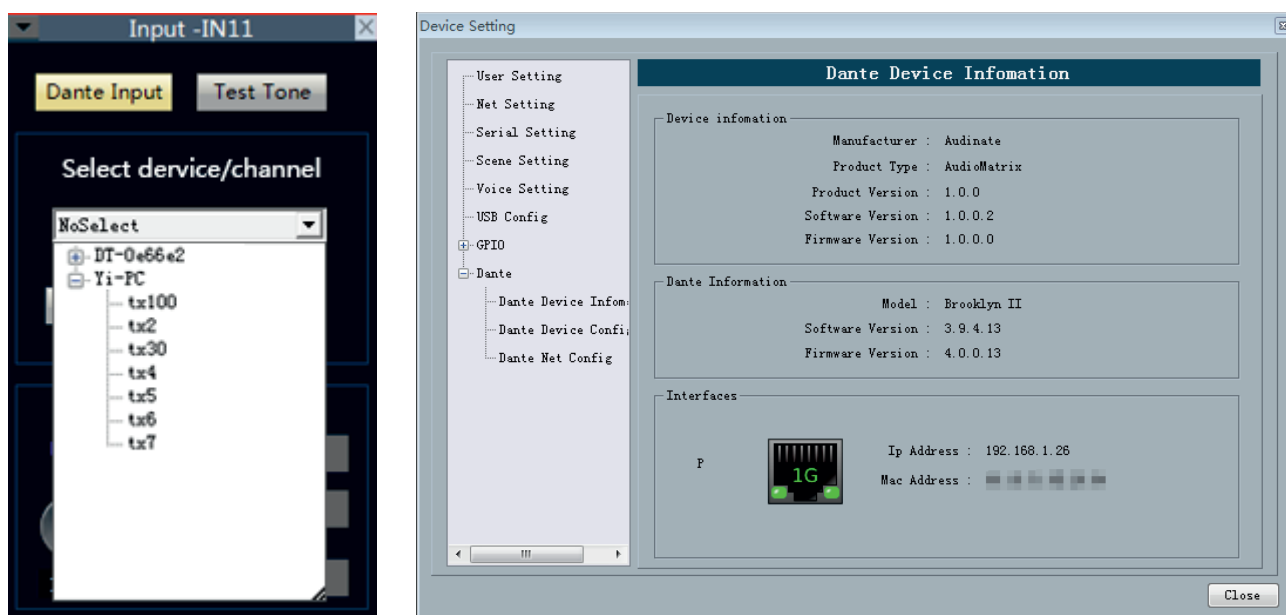 Input -IN11
Dante Input
Test Tone
Select dervice/channel
NoSelect
DT-0e66e2
Yi-PC
tx100
tx2
tx30
tx4
tx5
tx6
tx7
Device Setting
User Setting
Net Setting
Serial Setting
Scene Setting
Voice Setting
USB Config
GPIO
Dante
Dante Device Infom
Dante Device Confi
Dante Net Config
Dante Device Infomation
Device infomation
Manufacturer : Audinate
Product Type : AudioMatrix
Product Version : 1.0.0
Software Version : 1.0.0.2
Firmware Version : 1.0.0.0
Dante Information
Model : Brooklyn II
Software Version : 3.9.4.13
Firmware Version : 4.0.0.13
Interfaces
P
1G
Ip Address : 192.168.1.26
Mac Address :
Close